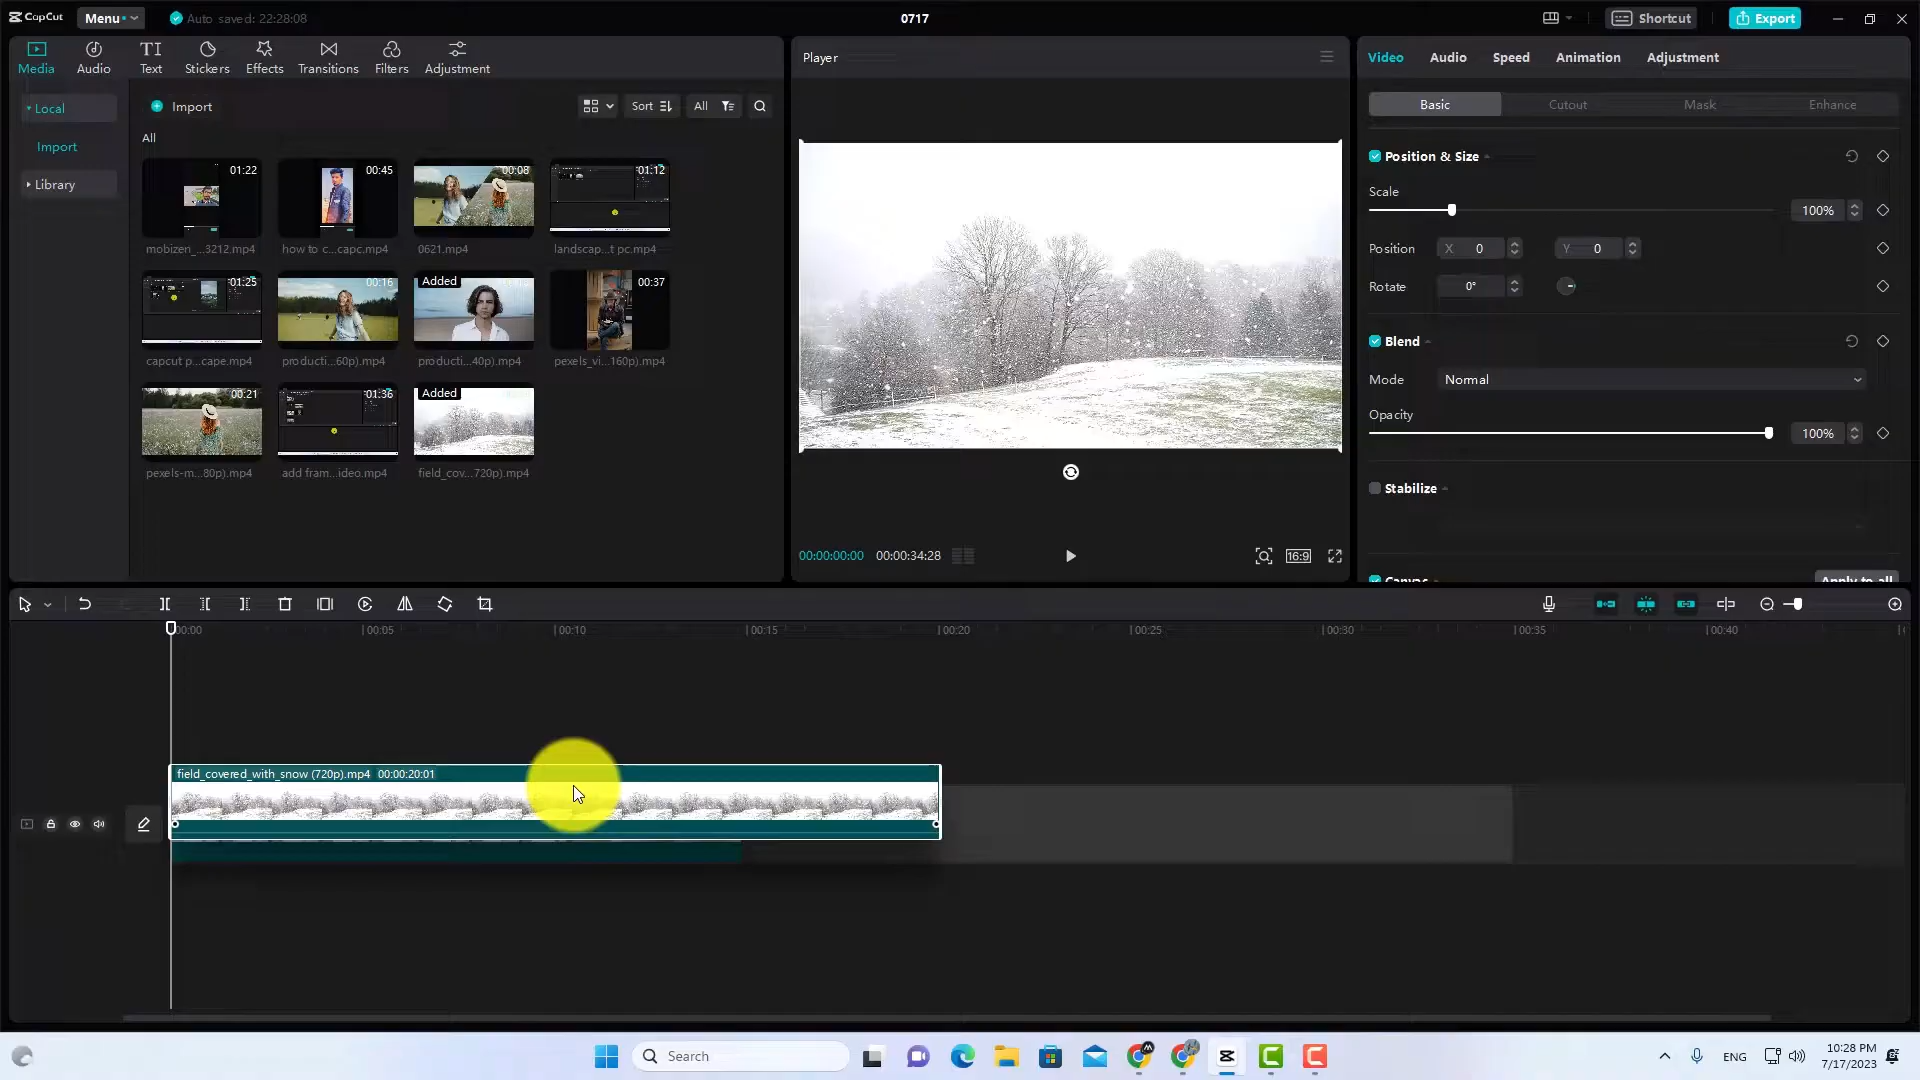 CapCut Menu Auto saved: 22:28:08 0717 Shortcut Export
Media Audio Text Stickers Effects Transitions Filters Adjustment
Local
Import
Library
Import Sort All
All
01:22 00:45 00:08 01:12
mobizen_...3212.mp4 how to c...capc.mp4 0621.mp4 landscap...t pc.mp4
01:25 00:16 Added 00:37
capcut p...cape.mp4 producti...60p).mp4 producti...40p).mp4 pexels_vi...160p).mp4
00:21 01:36 Added
pexels-m...80p).mp4 add fram...ideo.mp4 field_cov...720p).mp4
Player
00:00:00:00 00:00:34:28 16:9
Video Audio Speed Animation Adjustment
Basic Cutout Mask Enhance
Position & Size
Scale
100%
Position X 0 Y 0
Rotate 0°
Blend
Mode Normal
Opacity
100%
Stabilize
Canvas Apply to all
00:00 00:05 00:10 00:15 00:20 00:25 00:30 00:35 00:40
field_covered_with_snow (720p).mp4 00:00:20:01
Search ENG 10:28 PM
7/17/2023